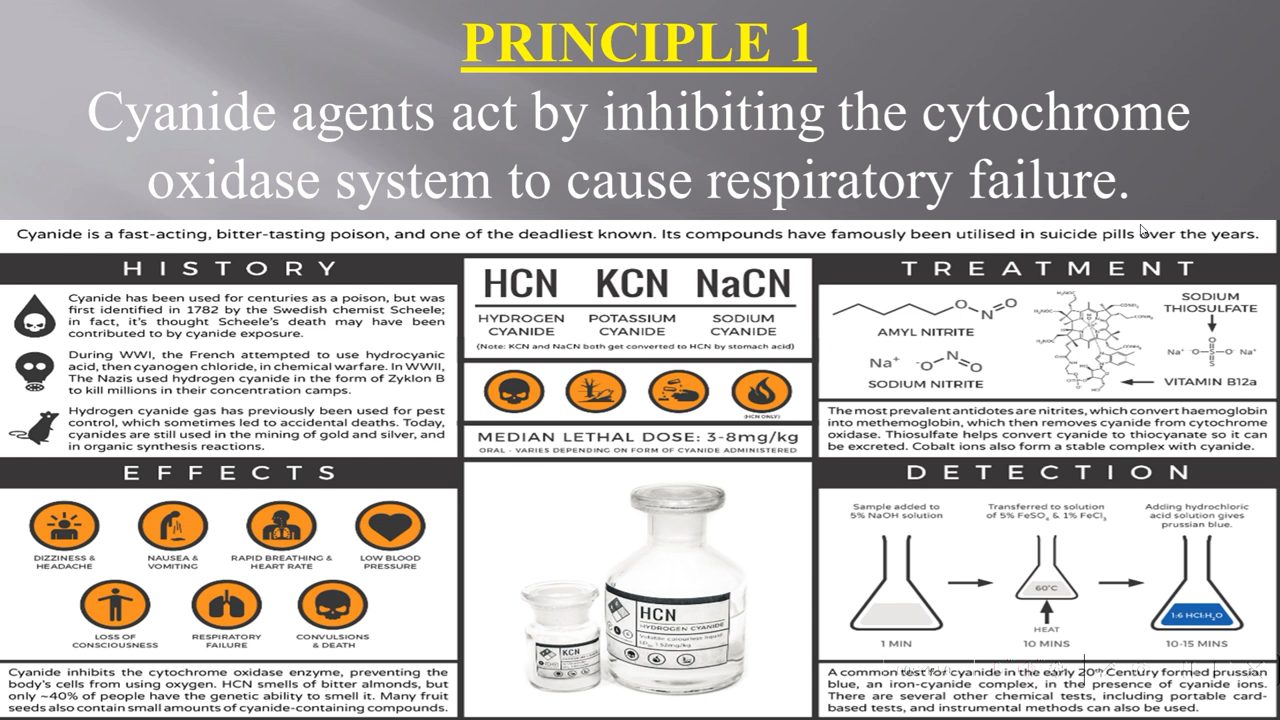 PRINCIPLE 1
Cyanide agents act by inhibiting the cytochrome
oxidase system to cause respiratory failure.
Cyanide is a fast-acting, bitter-tasting poison, and one of the deadliest known. Its compounds have famously been utilised in suicide pills over the years.
HISTORY
Cyanide has been used for centuries as a poison, but was
first identified in 1782 by the Swedish chemist Scheele;
in fact, it's thought Scheele's death may have been
contributed to by cyanide exposure.
During WWI, the French attempted to use hydrocyanic
acid, then cyanogen chloride, in chemical warfare. In WWII,
The Nazis used hydrogen cyanide in the form of Zyklon B
to kill millions in their concentration camps.
Hydrogen cyanide gas has previously been used for pest
control, which sometimes led to accidental deaths. Today,
cyanides are still used in the mining of gold and silver, and
in organic synthesis reactions.
HCN KCN NaCN
HYDROGEN CYANIDE
POTASSIUM CYANIDE
SODIUM CYANIDE
(Note: KCN and NaCN both get converted to HCN by stomach acid)
(HCN ONLY)
MEDIAN LETHAL DOSE: 3-8mg/kg
ORAL - VARIES DEPENDING ON FORM OF CYANIDE ADMINISTERED
TREATMENT
AMYL NITRITE
SODIUM NITRITE
SODIUM
THIOSULFATE
VITAMIN B12a
The most prevalent antidotes are nitrites, which convert haemoglobin
into methemoglobin, which then removes cyanide from cytochrome
oxidase. Thiosulfate helps convert cyanide to thiocyanate so it can
be excreted. Cobalt ions also form a stable complex with cyanide.
EFFECTS
DIZZINESS &
HEADACHE
NAUSEA &
VOMITING
RAPID BREATHING &
HEART RATE
LOW BLOOD
PRESSURE
LOSS OF
CONSCIOUSNESS
RESPIRATORY
FAILURE
CONVULSIONS
& DEATH
Cyanide inhibits the cytochrome oxidase enzyme, preventing the
body's cells from using oxygen. HCN smells of bitter almonds, but
only ~40% of people have the genetic ability to smell it. Many fruit
seeds also contain small amounts of cyanide-containing compounds.
HCN
HYDROGEN CYANIDE
Volatile colourless liquid
KCN
DETECTION
Sample added to
5% NaOH solution
Transferred to solution
of 5% FeSO₄ & 1% FeCl₃
Adding hydrochloric
acid solution gives
prussian blue.
60°C
1:6 HCl:H₂O
HEAT
1 MIN
10 MINS
10-15 MINS
A common test for cyanide in the early 20th Century formed prussian
blue, an iron-cyanide complex, in the presence of cyanide ions.
There are several other chemical tests, including portable card-
based tests, and instrumental methods can also be used.